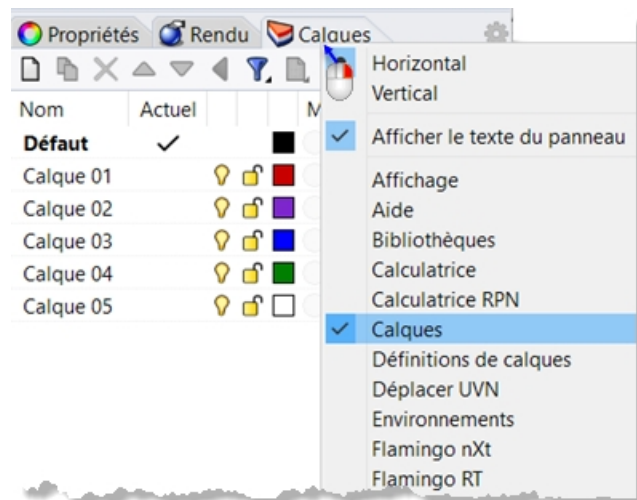 Propriétés Rendu Calques
Nom Actuel M
Défaut
Calque 01
Calque 02
Calque 03
Calque 04
Calque 05
Horizontal
Vertical
Afficher le texte du panneau
Affichage
Aide
Bibliothèques
Calculatrice
Calculatrice RPN
Calques
Définitions de calques
Déplacer UVN
Environnements
Flamingo nXt
Flamingo RT